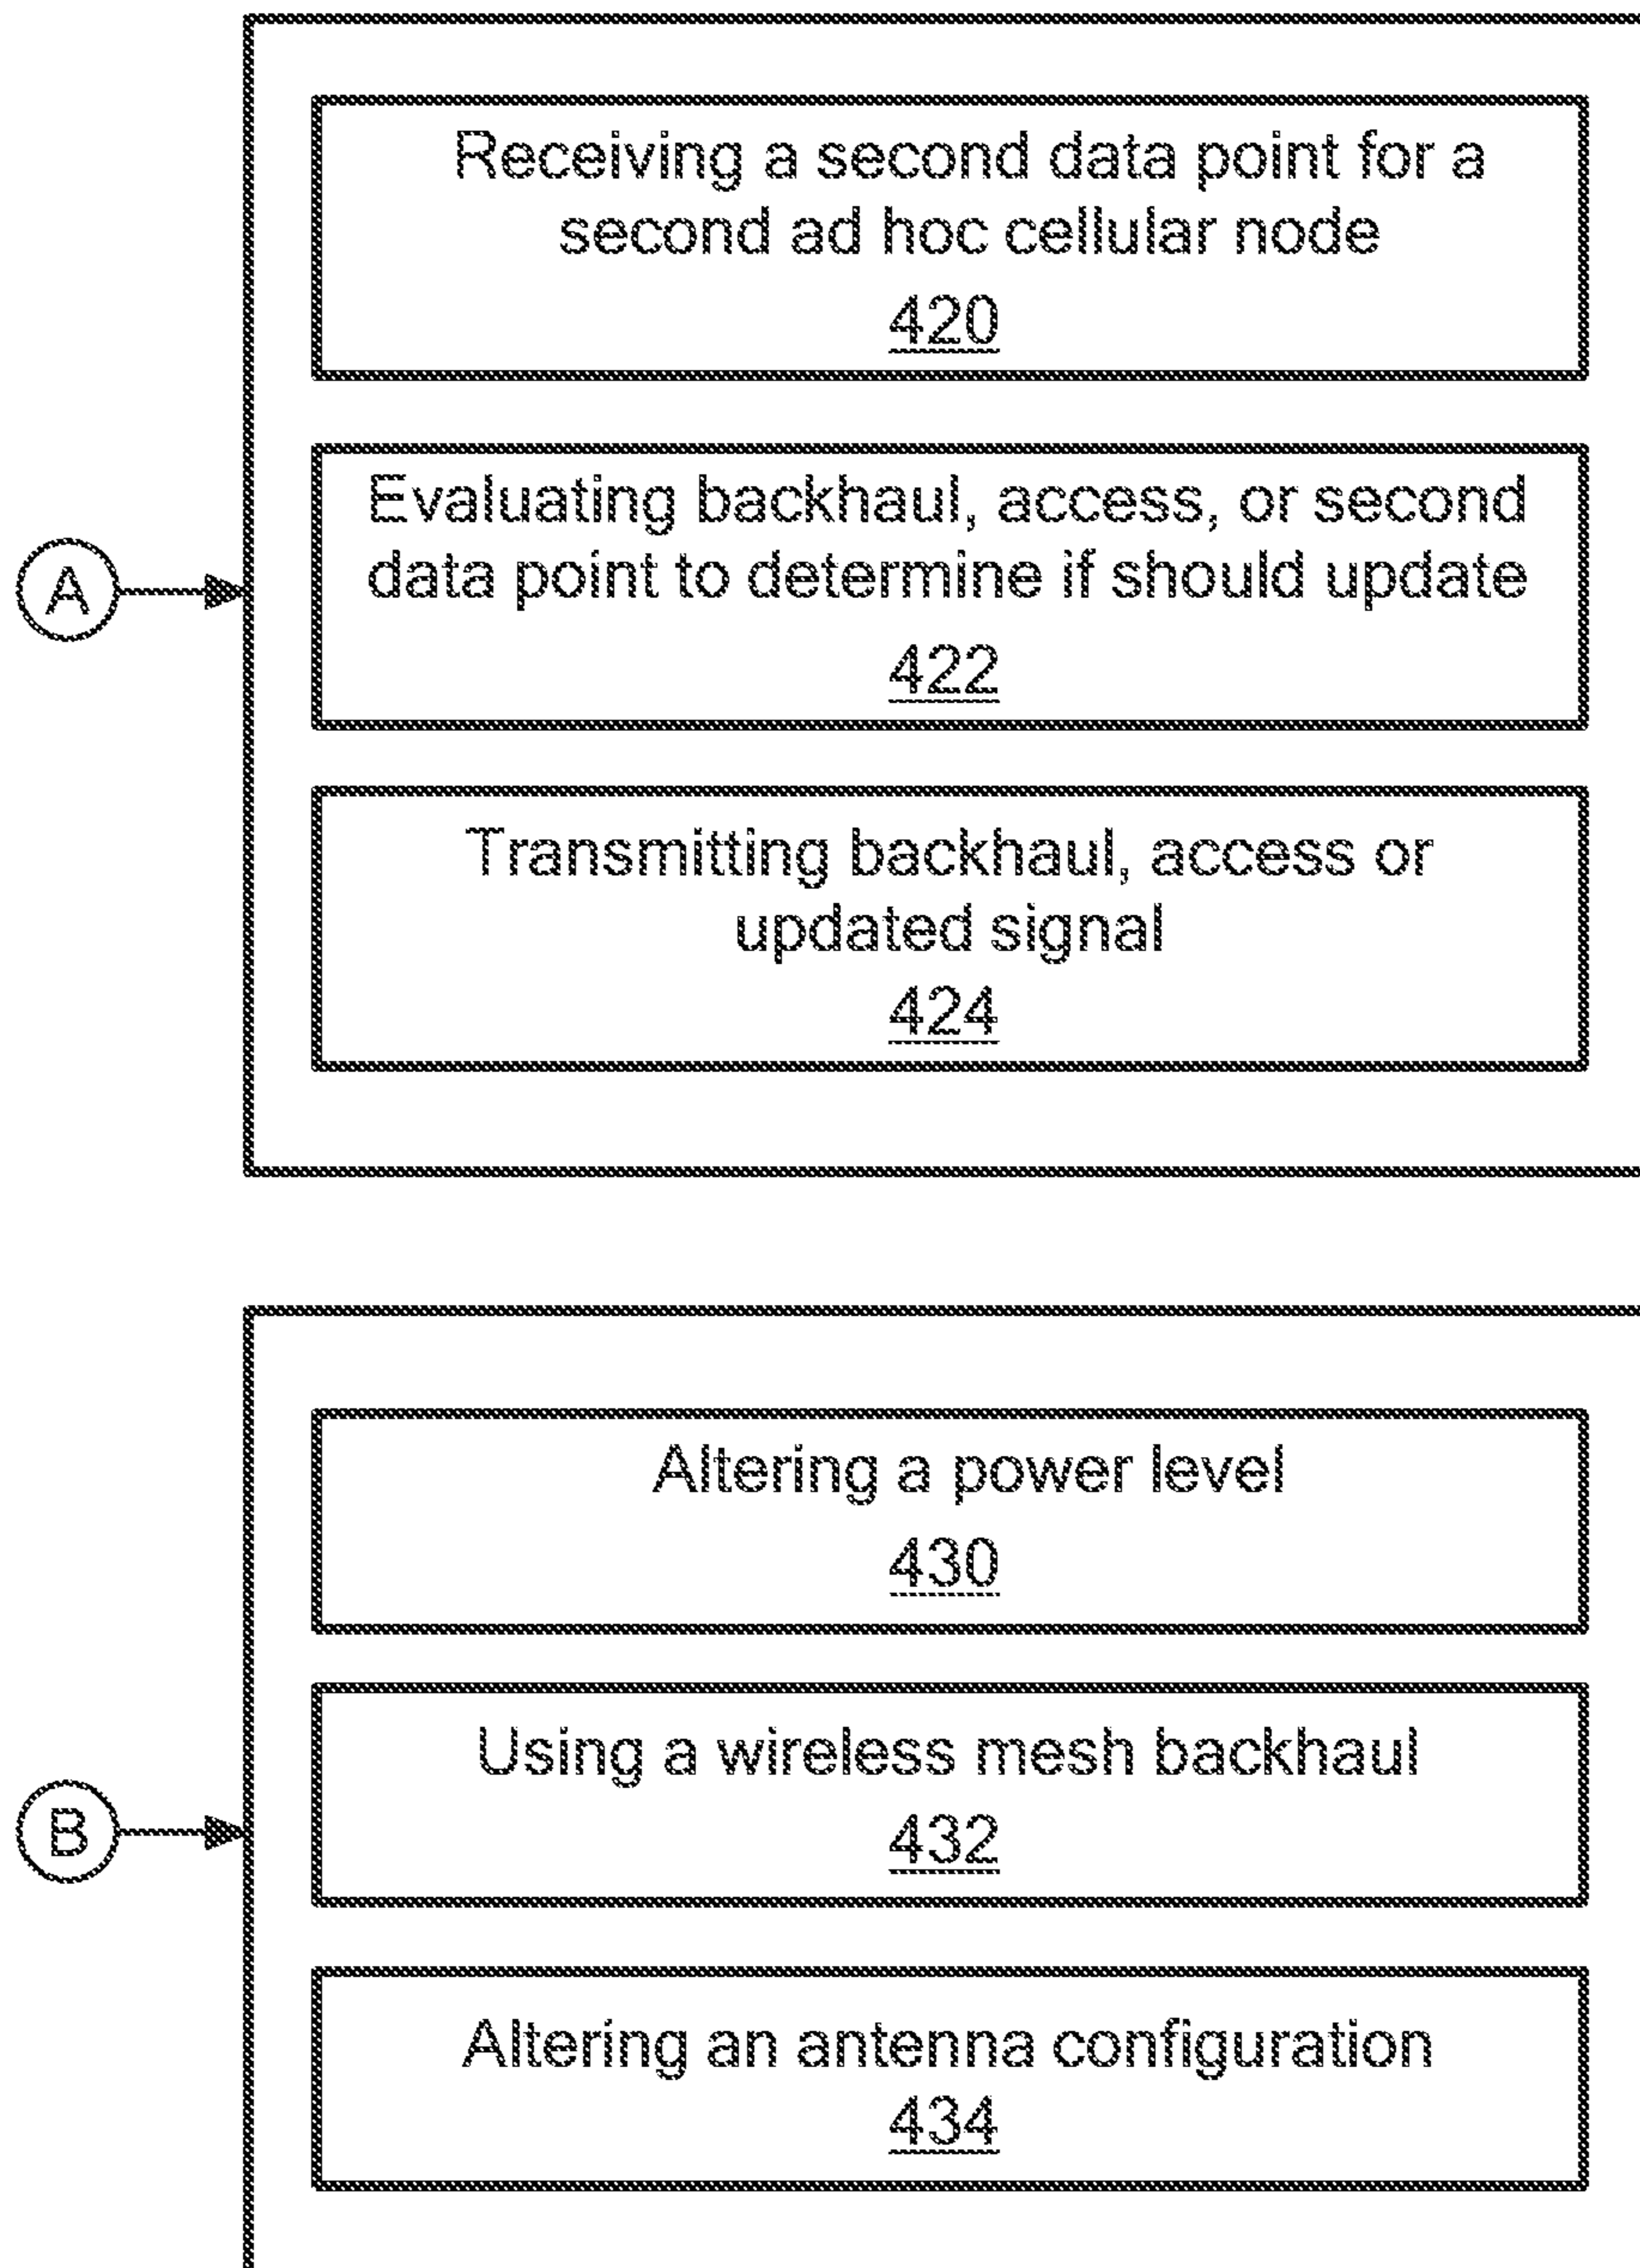 Receiving a second data point for a
second ad hoc cellular node
420
Evaluating backhaul, access, or second
data point to determine if should update
422
A
Transmitting backhaul, access or
updated signal
424
Altering a power level
430
Using a wireless mesh backhaul
432
B
Altering an antenna configuration
434